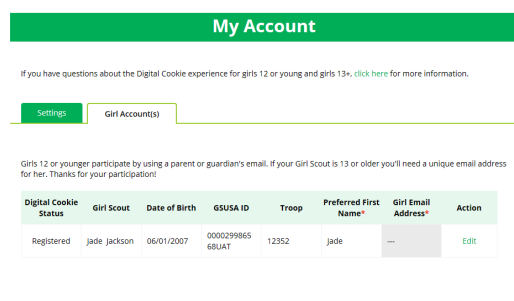 My Account
If you have questions about the Digital Cookie experience for girls 12 or young and girls 13+, click here for more information.
Settings
Girl Account(s)
Girls 12 or younger participate by using a parent or guardian's email. If your Girl Scout is 13 or older you'll need a unique email address
for her. Thanks for your participation!
Digital Cookie Status Girl Scout Date of Birth GSUSA ID Troop Preferred First Name* Girl Email Address* Action
Registered Jade Jackson 06/01/2007 0000299865 68UAT 12352 Jade --- Edit